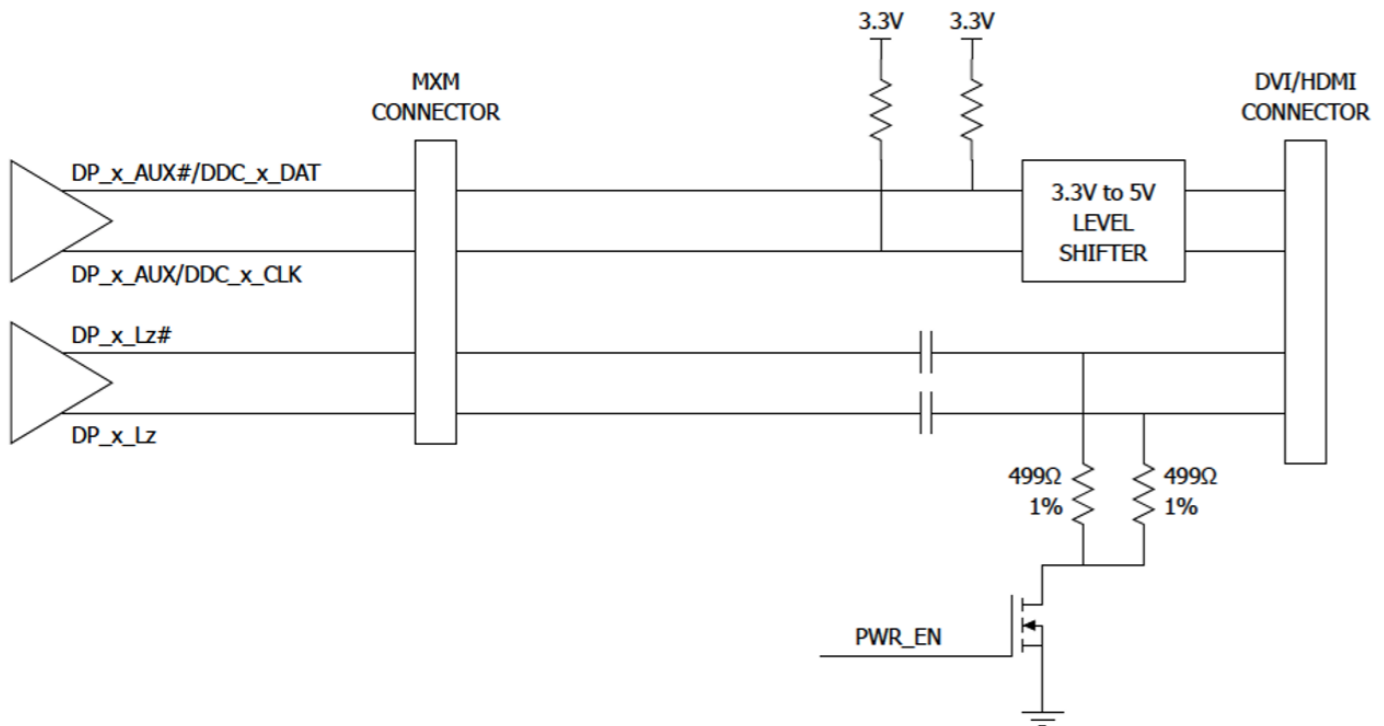 3.3V 3.3V
MXM
CONNECTOR
DVI/HDMI
CONNECTOR
DP_x_AUX#/DDC_x_DAT
3.3V to 5V
LEVEL
SHIFTER
DP_x_AUX/DDC_x_CLK
DP_x_Lz#
DP_x_Lz
499Ω
1%
499Ω
1%
PWR_EN